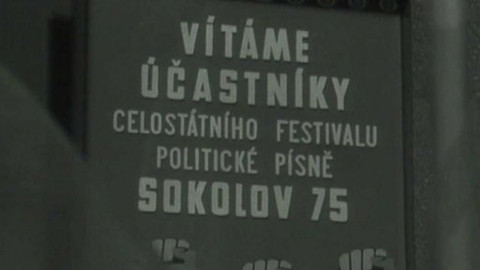 VÍTÁME
ÚČASTNÍKY
CELOSTÁTNÍHO FESTIVALU
POLITICKÉ PÍSNĚ
SOKOLOV 75